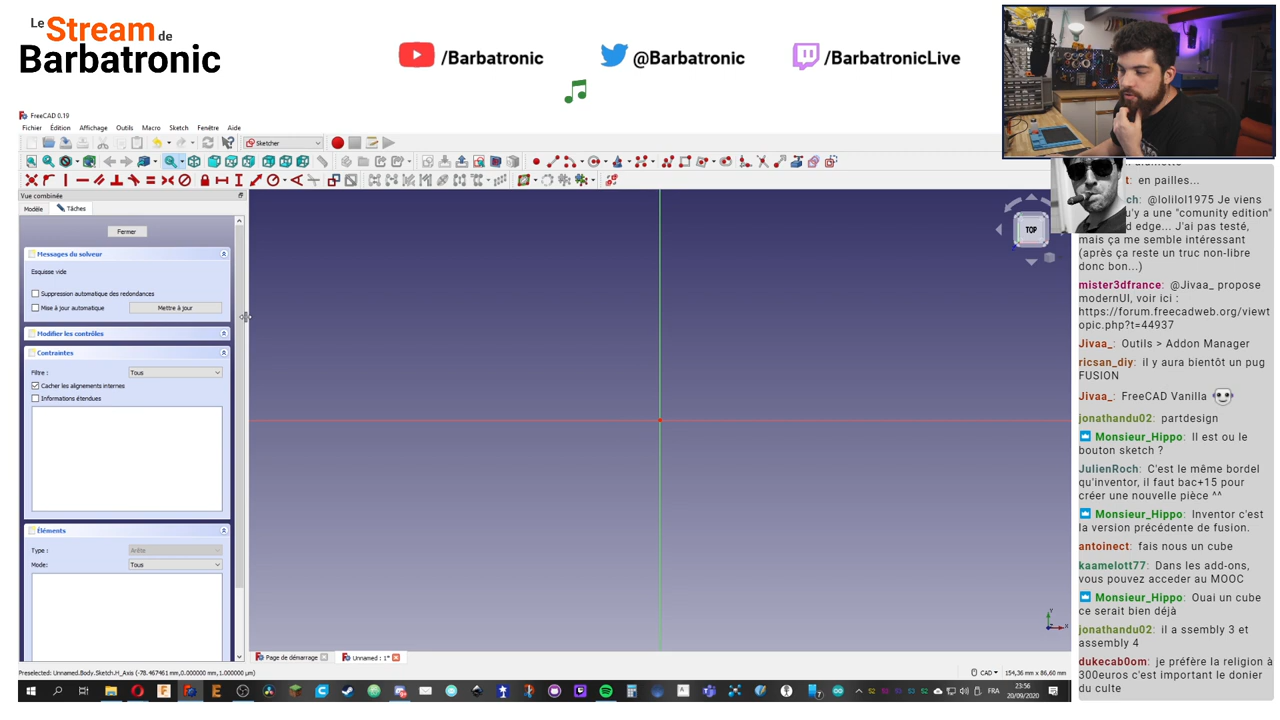 Le Stream de
Barbatronic
/Barbatronic
@Barbatronic
/BarbatronicLive
FreeCAD 0.19
Fichier Édition Affichage Outils Macro Sketch Fenêtre Aide
Sketcher
Vue combinée
Modèle Tâches
Fermer
Messages du solveur
Esquisse vide
Suppression automatique des redondances
Mise à jour automatique Mettre à jour
Modifier les contrôles
Contraintes
Filtre : Tous
Cacher les alignements internes
Informations étendues
Éléments
Type : Arête
Mode: Tous
TOP
Y
Z X
Page de démarrage Unnamed : 1*
Preselected: Unnamed.Body.Sketch.H_Axis (-78.467461 mm,0.000000 mm,1.000000 µm)
CAD 154,36 mm x 86,60 mm
FRA
23:56
20/09/2020
t: en pailles...
ch: @lolilol1975 Je viens
u'y a une "comunity edition"
d edge... J'ai pas testé,
mais ça me semble intéressant
(après ça reste un truc non-libre
donc bon...)
mister3dfrance: @Jivaa_ propose
modernUI, voir ici :
https://forum.freecadweb.org/viewt
opic.php?t=44937
Jivaa_: Outils > Addon Manager
ricsan_diy: il y aura bientôt un pug
FUSION
Jivaa_: FreeCAD Vanilla
jonathandu02: partdesign
Monsieur_Hippo: Il est ou le
bouton sketch ?
JulienRoch: C'est le même bordel
qu'inventor, il faut bac+15 pour
créer une nouvelle pièce ^^
Monsieur_Hippo: Inventor c'est
la version précédente de fusion.
antoinect: fais nous un cube
kaamelott77: Dans les add-ons,
vous pouvez acceder au MOOC
Monsieur_Hippo: Ouai un cube
ce serait bien déjà
jonathandu02: il a ssembly 3 et
assembly 4
dukecab0om: je préfère la religion à
300euros c'est important le donier
du culte